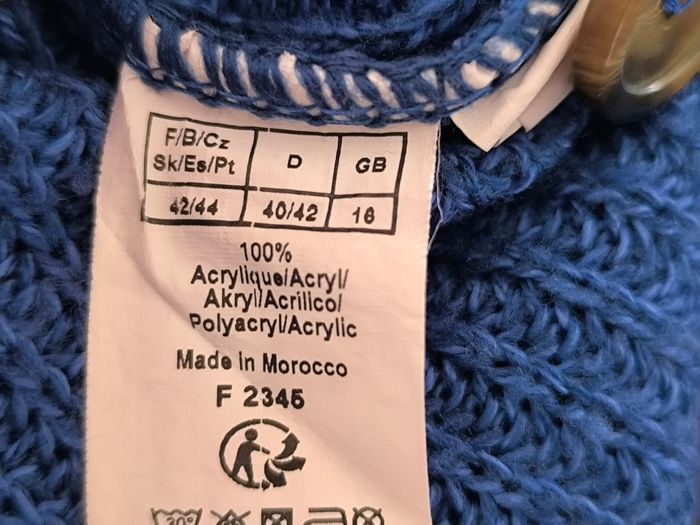 F/B/Cz
Sk/Es/Pt D GB
42/44 40/42 16
100%
Acrylique/Acryl/
Akryl/Acrilico/
Polyacryl/Acrylic
Made in Morocco
F 2345
30°